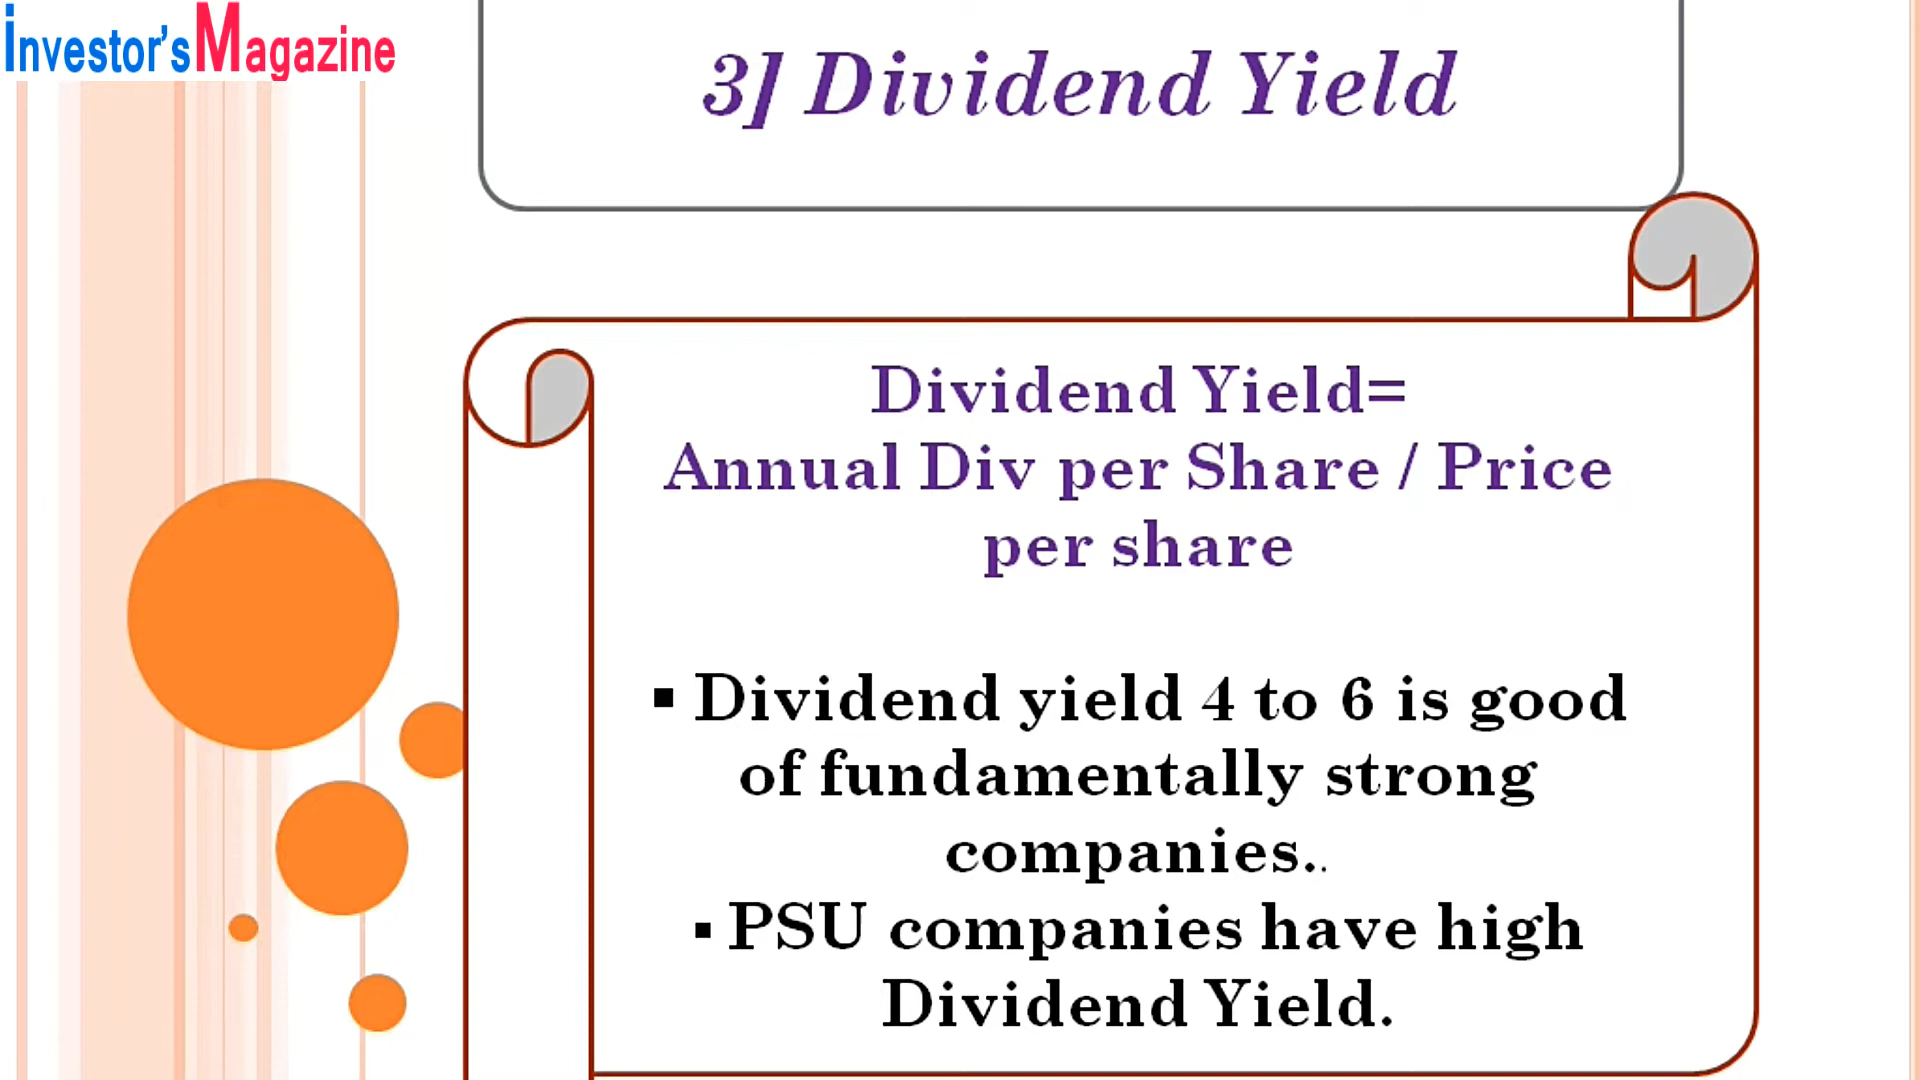 investor's Magazine
3] Dividend Yield
Dividend Yield=
Annual Div per Share / Price
per share
▪ Dividend yield 4 to 6 is good
of fundamentally strong
companies..
▪ PSU companies have high
Dividend Yield.